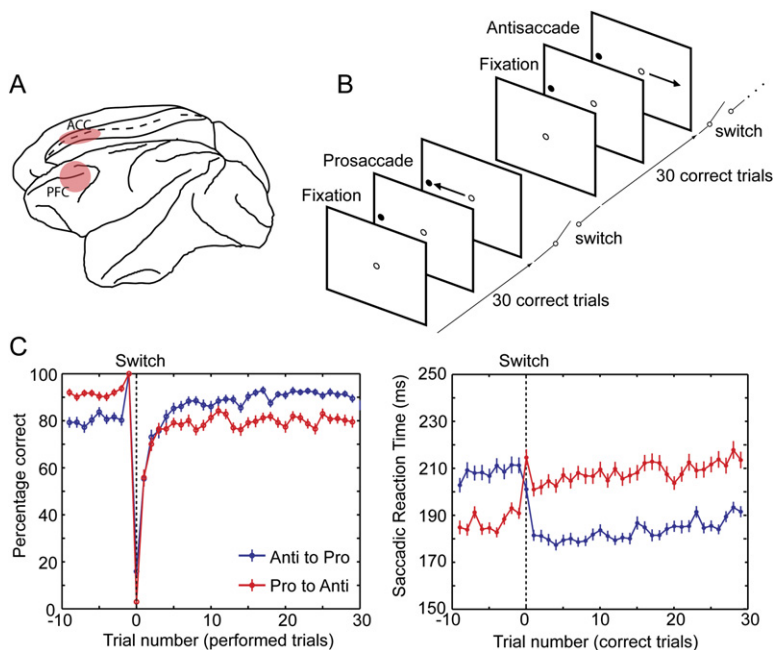 A
ACC
PFC
B
Antisaccade
Fixation
switch
30 correct trials
Prosaccade
Fixation
switch
30 correct trials
C
Switch
Percentage correct
100
80
60
40
20
0
-10 0 10 20 30
Trial number (performed trials)
Anti to Pro
Pro to Anti
Switch
Saccadic Reaction Time (ms)
250
230
210
190
170
150
-10 0 10 20 30
Trial number (correct trials)